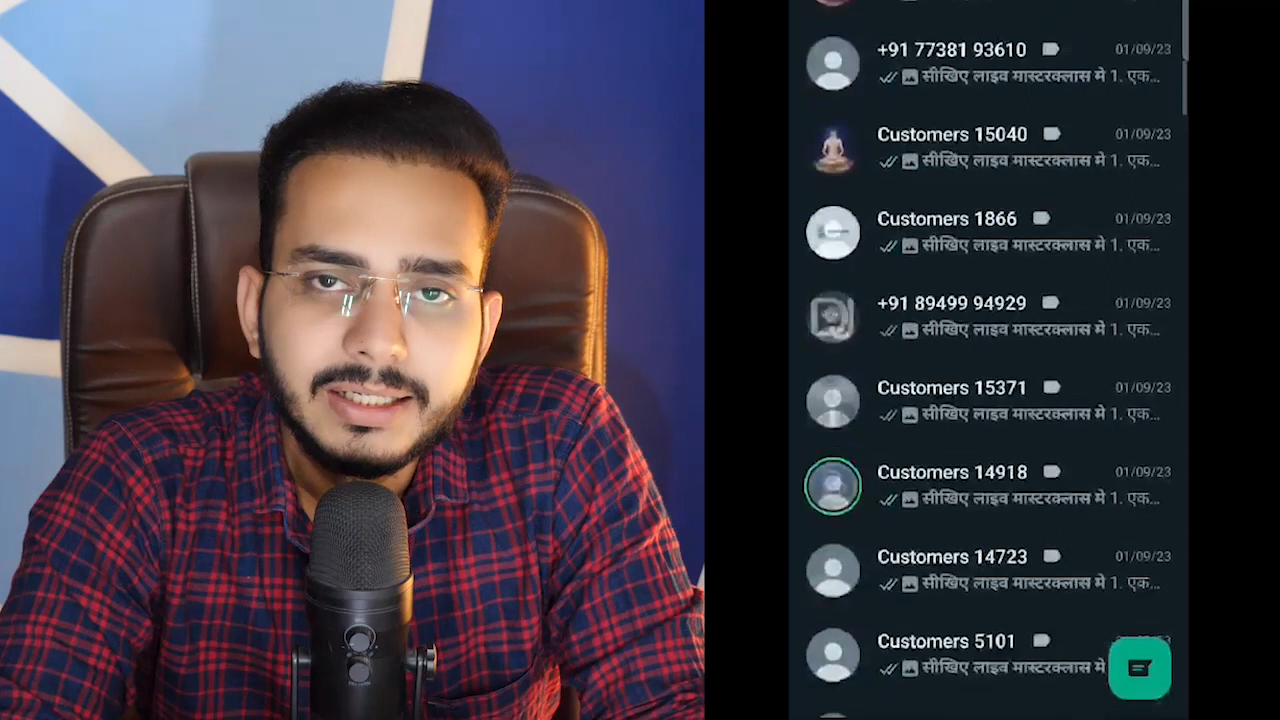 +91 77381 93610 01/09/23
सीखिए लाइव मास्टरक्लास मे 1. एक...
Customers 15040 01/09/23
सीखिए लाइव मास्टरक्लास मे 1. एक...
Customers 1866 01/09/23
सीखिए लाइव मास्टरक्लास मे 1. एक...
+91 89499 94929 01/09/23
सीखिए लाइव मास्टरक्लास मे 1. एक...
Customers 15371 01/09/23
सीखिए लाइव मास्टरक्लास मे 1. एक...
Customers 14918 01/09/23
सीखिए लाइव मास्टरक्लास मे 1. एक...
Customers 14723 01/09/23
सीखिए लाइव मास्टरक्लास मे 1. एक...
Customers 5101
सीखिए लाइव मास्टरक्लास मे